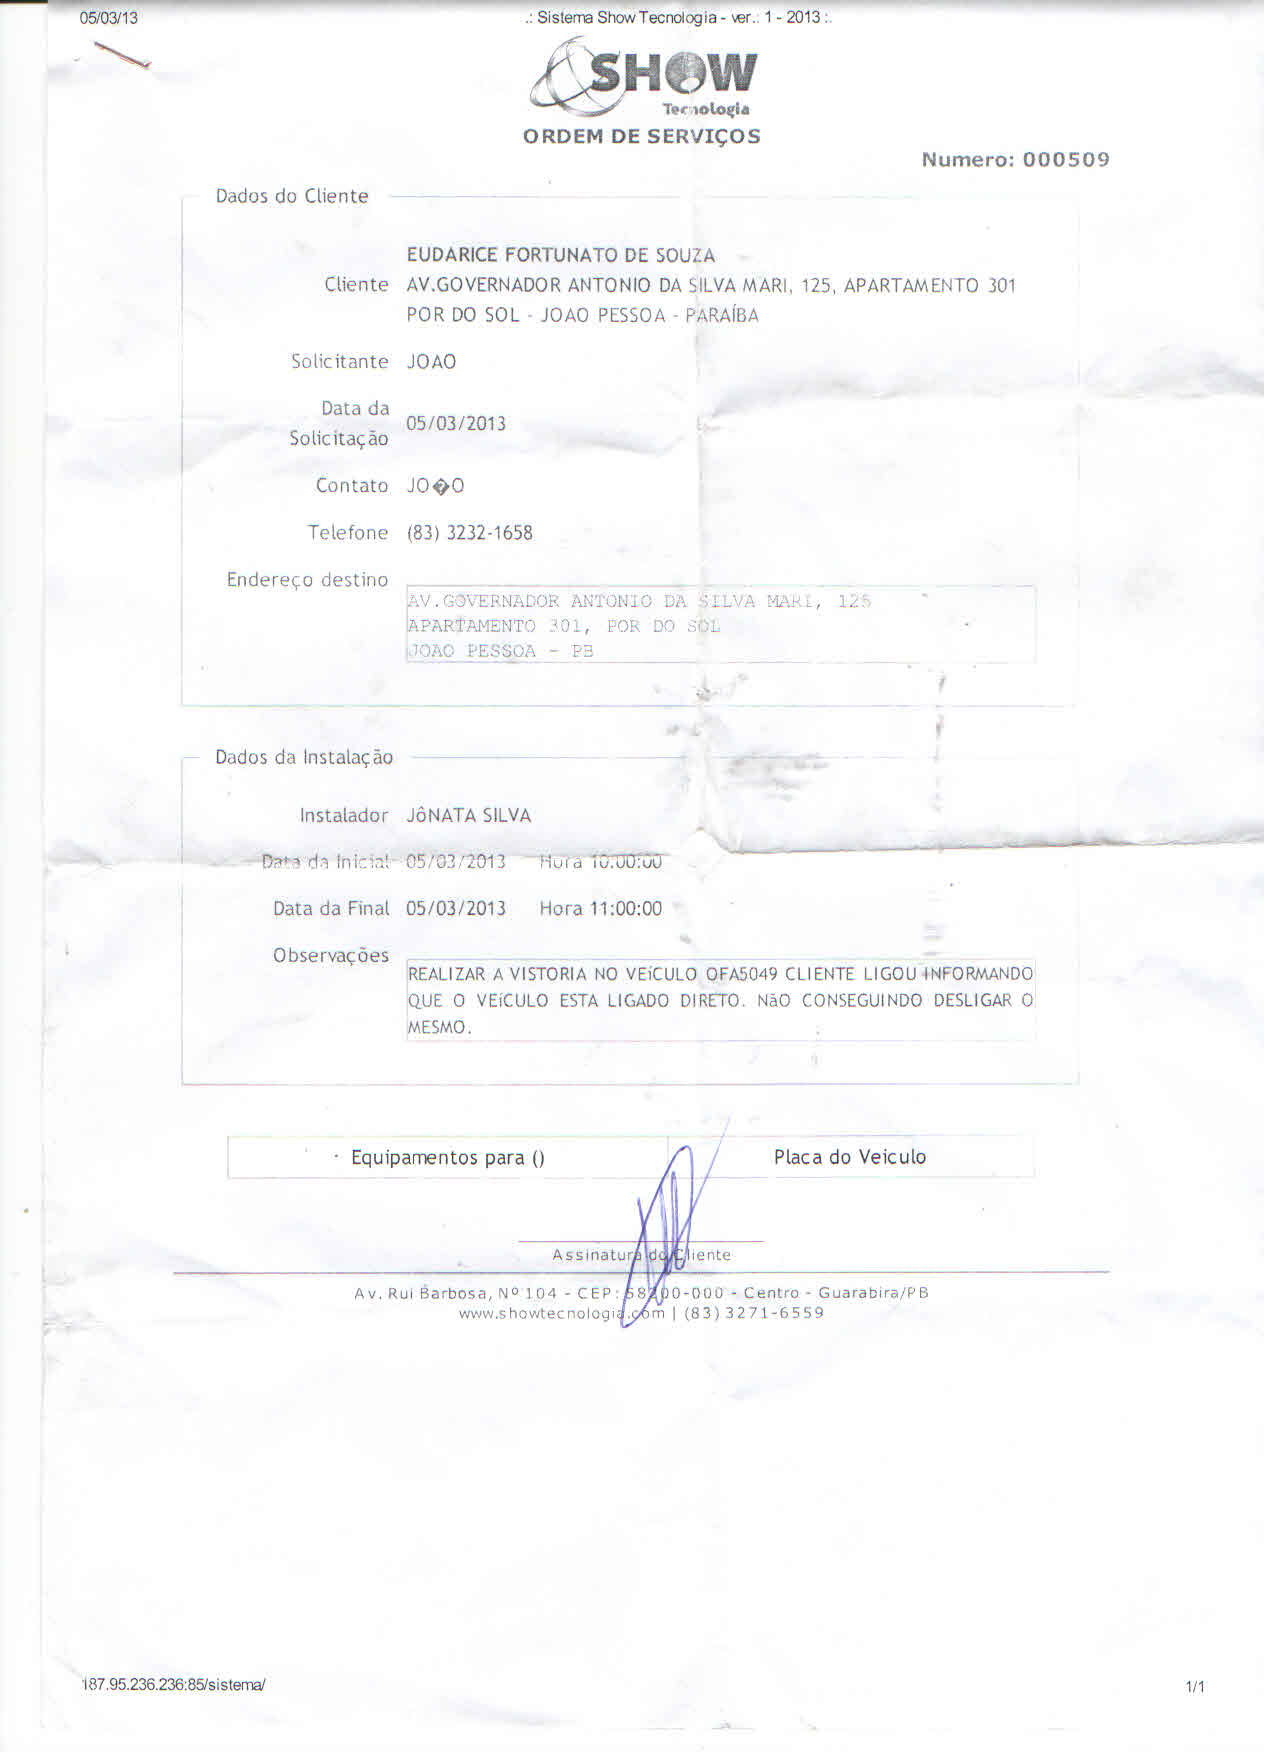 05/03/13 .: Sistema Show Tecnologia - ver.: 1 - 2013 :.
SHOW
Tecnologia
ORDEM DE SERVIÇOS
Numero: 000509
Dados do Cliente
EUDARICE FORTUNATO DE SOUZA
Cliente AV.GOVERNADOR ANTONIO DA SILVA MARI, 125, APARTAMENTO 301
POR DO SOL - JOAO PESSOA - PARAÍBA
Solicitante JOAO
Data da
Solicitação 05/03/2013
Contato JO�O
Telefone (83) 3232-1658
Endereço destino
AV.GOVERNADOR ANTONIO DA SILVA MARI, 125
APARTAMENTO 301, POR DO SOL
JOAO PESSOA - PB
Dados da Instalação
Instalador JôNATA SILVA
Data da Inicial 05/03/2013 Hora 10:00:00
Data da Final 05/03/2013 Hora 11:00:00
Observações
REALIZAR A VISTORIA NO VEíCULO OFA5049 CLIENTE LIGOU INFORMANDO
QUE O VEíCULO ESTA LIGADO DIRETO. NãO CONSEGUINDO DESLIGAR O
MESMO.
Equipamentos para () Placa do Veiculo
Assinatura do Cliente
Av. Rui Barbosa, Nº 104 - CEP: 58200-000 - Centro - Guarabira/PB
www.showtecnologia.com | (83) 3271-6559
187.95.236.236:85/sistema/ 1/1